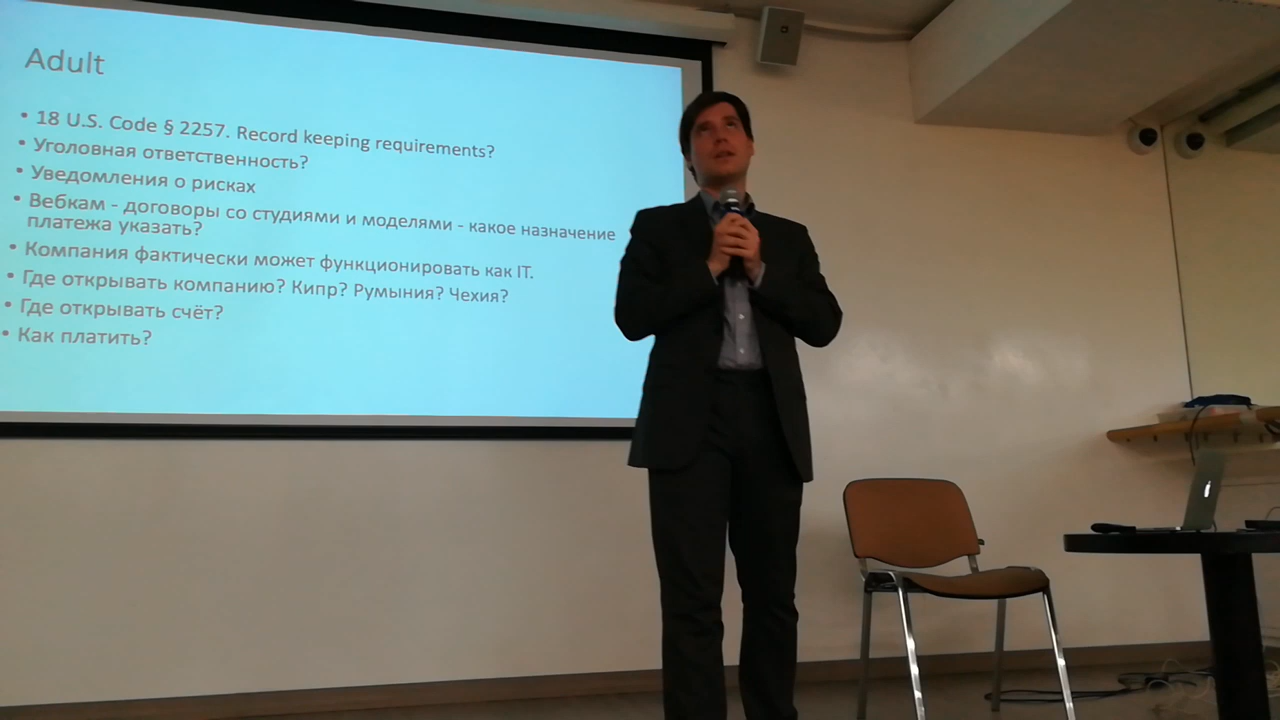 Adult
• 18 U.S. Code § 2257. Record keeping requirements?
• Уголовная ответственность?
• Уведомления о рисках
• Вебкам - договоры со студиями и моделями - какое назначение
платежа указать?
• Компания фактически может функционировать как IT.
• Где открывать компанию? Кипр? Румыния? Чехия?
• Где открывать счёт?
• Как платить?